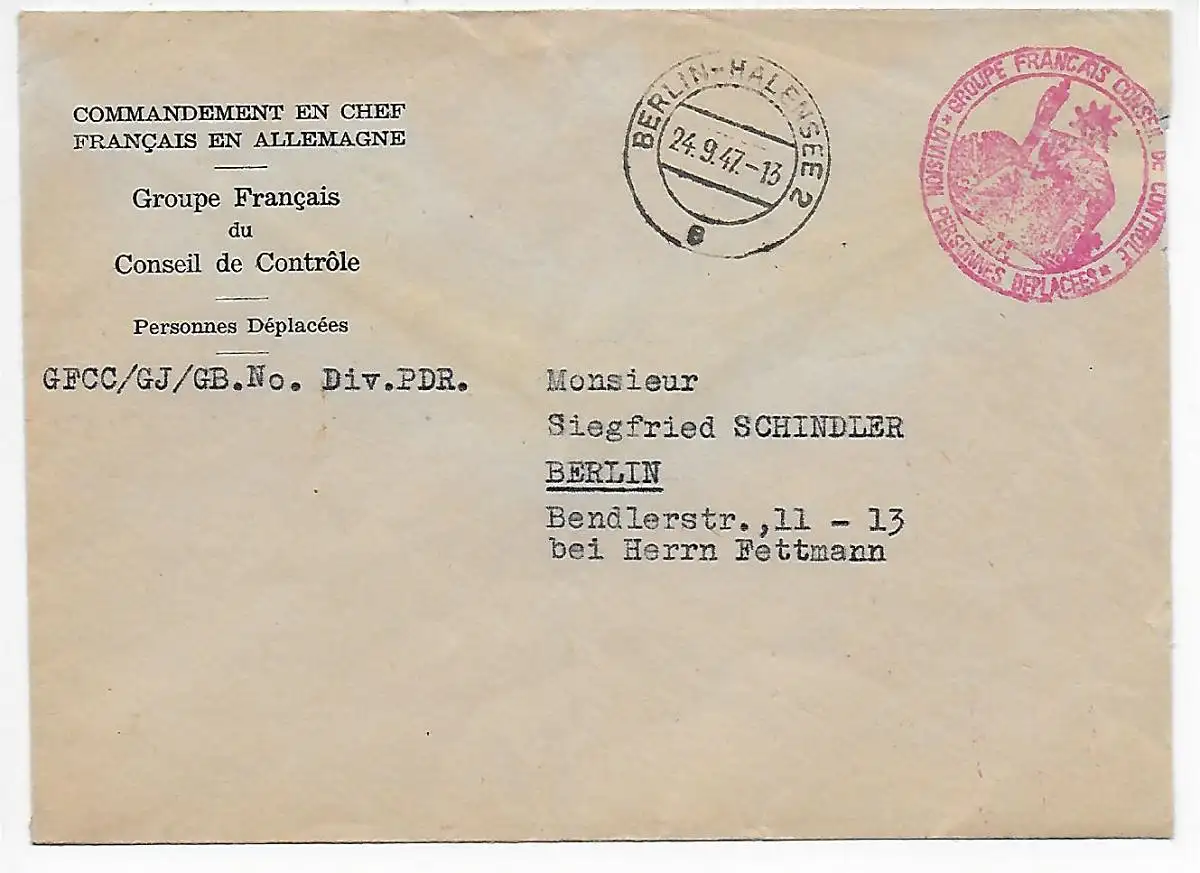 COMMANDEMENT EN CHEF
FRANÇAIS EN ALLEMAGNE
Groupe Français
du
Conseil de Contrôle
Personnes Déplacées
GFCC/GJ/GB.No. Div.PDR.
BERLIN-HALENSEE 2
24.9.47.-13
e
* GROUPE FRANÇAIS CONSEIL DE CONTROLE *
DIVISION PERSONNES DEPLACÉES
Monsieur
Siegfried SCHINDLER
BERLIN
Bendlerstr.,11 - 13
bei Herrn Fettmann